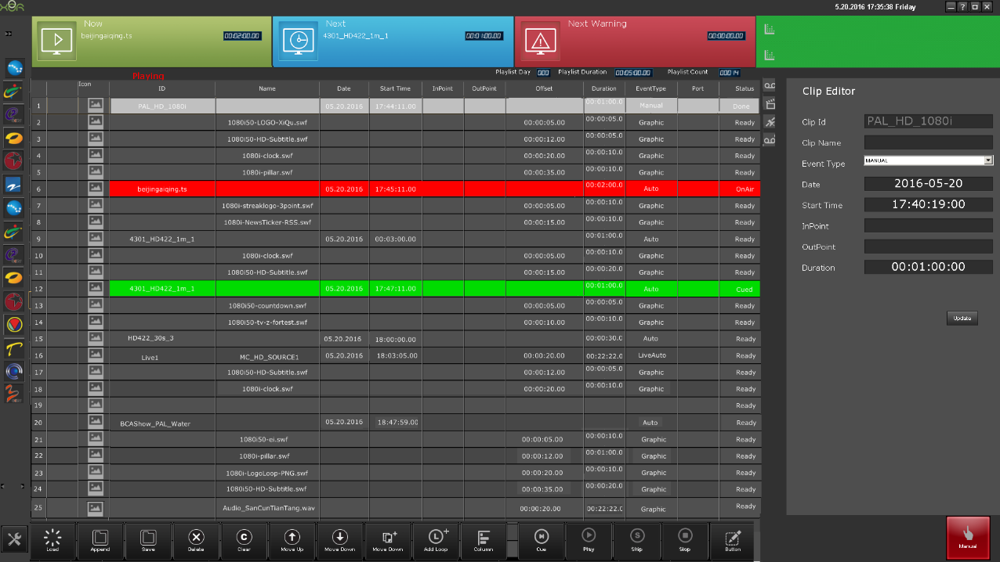 xor 5.20.2016 17:35:38 Friday
Now
beijingaiqing.ts 00:02:00.00
Next
4301_HD422_1m_1 00:01:00.00
Next Warning
00:00:00.00
Playing Playlist Day 000 Playlist Duration 00:05:00.00 Playlist Count 00014
Icon ID Name Date Start Time InPoint OutPoint Offset Duration EventType Port Status
1 PAL_HD_1080i 05.20.2016 17:44:11.00 00:01:00.0 Manual Done
2 1080i50-LOGO-XiQu.swf 00:00:05.00 00:00:05.0 Graphic Ready
3 1080i50-HD-Subtitle.swf 00:00:12.00 00:00:05.0 Graphic Ready
4 1080i-clock.swf 00:00:20.00 00:00:10.0 Graphic Ready
5 1080i-pillar.swf 00:00:35.00 00:00:10.0 Graphic Ready
6 beijingaiqing.ts 05.20.2016 17:45:11.00 00:02:00.0 Auto OnAir
7 1080i-streaklogo-3point.swf 00:00:05.00 00:00:10.0 Graphic Ready
8 1080i-NewsTicker-RSS.swf 00:00:15.00 00:00:10.0 Graphic Ready
9 4301_HD422_1m_1 05.20.2016 00:03:00.00 00:01:00.0 Auto Ready
10 1080i-clock.swf 00:00:05.00 00:00:10.0 Graphic Ready
11 1080i50-HD-Subtitle.swf 00:00:15.00 00:00:20.0 Graphic Ready
4301_HD422_1m_1 05.20.2016 17:47:11.00 00:01:00.0 Auto Cued
13 1080i50-countdown.swf 00:00:05.00 00:00:05.0 Graphic Ready
14 1080i50-tv-z-fortest.swf 00:00:10.00 00:00:10.0 Graphic Ready
15 HD422_30s_3 05.20.2016 18:00:00.00 00:00:30.0 Auto Ready
16 Live1 MC_HD_SOURCE1 05.20.2016 18:03:05.00 00:00:20.00 00:22:22.0 LiveAuto Ready
17 1080i50-HD-Subtitle.swf 00:00:12.00 00:00:05.0 Graphic Ready
18 1080i-clock.swf 00:00:20.00 00:00:10.0 Graphic Ready
19 Ready
20 BCAShow_PAL_Water 05.20.2016 18:47:59.00 Auto Ready
21 1080i50-ei.swf 00:00:05.00 00:00:10.0 Graphic Ready
22 1080i-pillar.swf 00:00:12.00 00:01:00.0 Graphic Ready
23 1080i-LogoLoop-PNG.swf 00:00:20.00 00:00:10.0 Graphic Ready
24 1080i50-HD-Subtitle.swf 00:00:35.00 00:00:20.0 Graphic Ready
25 Audio_SanCunTianTang.wav 00:00:20.00 00:22:22.0 Graphic Ready
Clip Editor
Clip Id PAL_HD_1080i
Clip Name
Event Type MANUAL
Date 2016-05-20
Start Time 17:40:19:00
InPoint
OutPoint
Duration 00:01:00:00
Update
Load Append Save Delete Clear Move Up Move Down Move Down Add Loop Column Cue Play Skip Stop Button Manual